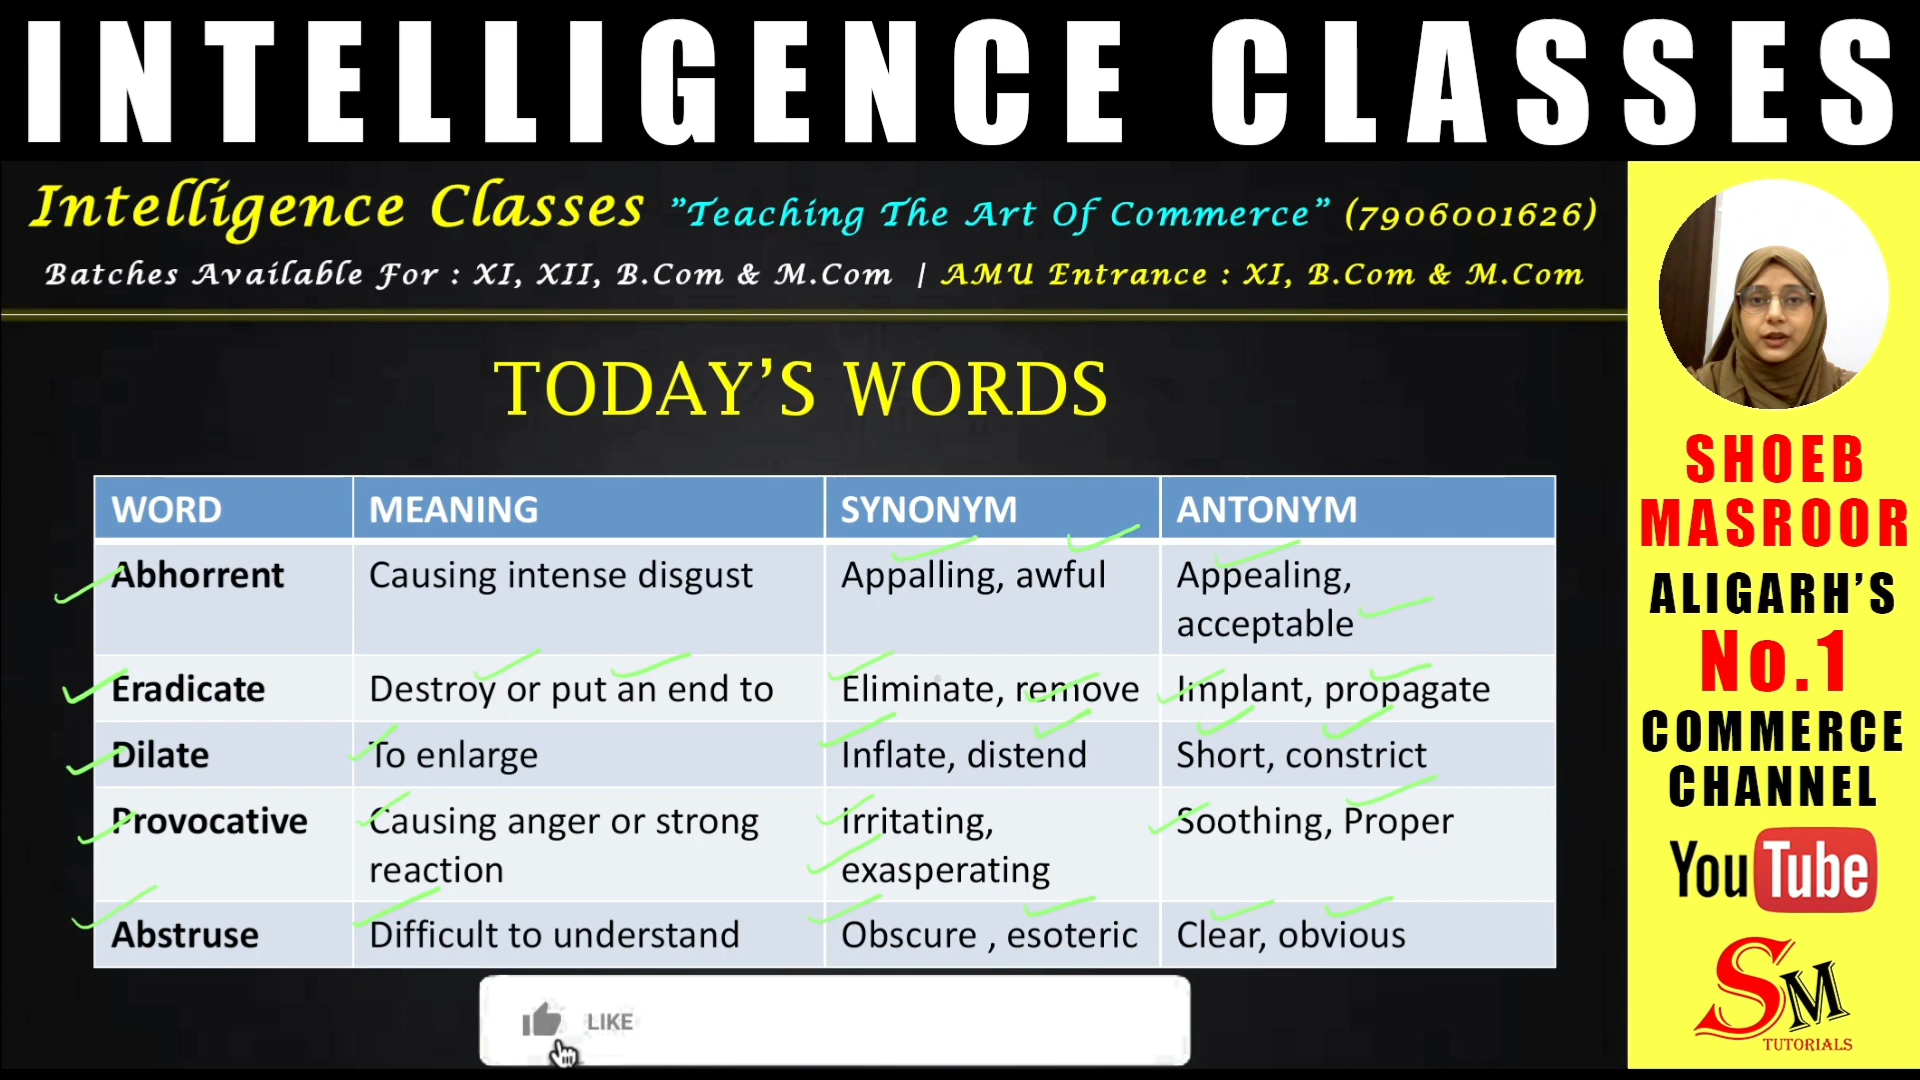 INTELLIGENCE CLASSES
Intelligence Classes "Teaching The Art Of Commerce" (7906001626)
Batches Available For : XI, XII, B.Com & M.Com | AMU Entrance : XI, B.Com & M.Com
TODAY'S WORDS
WORD MEANING SYNONYM ANTONYM
Abhorrent Causing intense disgust Appalling, awful Appealing,
acceptable
Eradicate Destroy or put an end to Eliminate, remove Implant, propagate
Dilate To enlarge Inflate, distend Short, constrict
Provocative Causing anger or strong Irritating, Soothing, Proper
reaction exasperating
Abstruse Difficult to understand Obscure , esoteric Clear, obvious
LIKE
SHOEB
MASROOR
ALIGARH'S
No.1
COMMERCE
CHANNEL
YouTube
SM
TUTORIALS